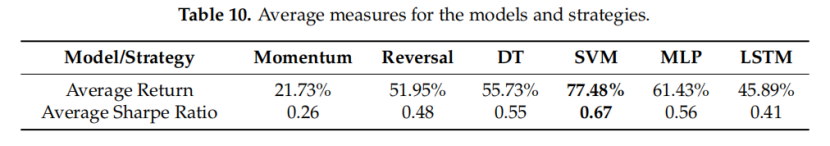 Table 10. Average measures for the models and strategies.
Model/Strategy Momentum Reversal DT SVM MLP LSTM
Average Return 21.73% 51.95% 55.73% 77.48% 61.43% 45.89%
Average Sharpe Ratio 0.26 0.48 0.55 0.67 0.56 0.41